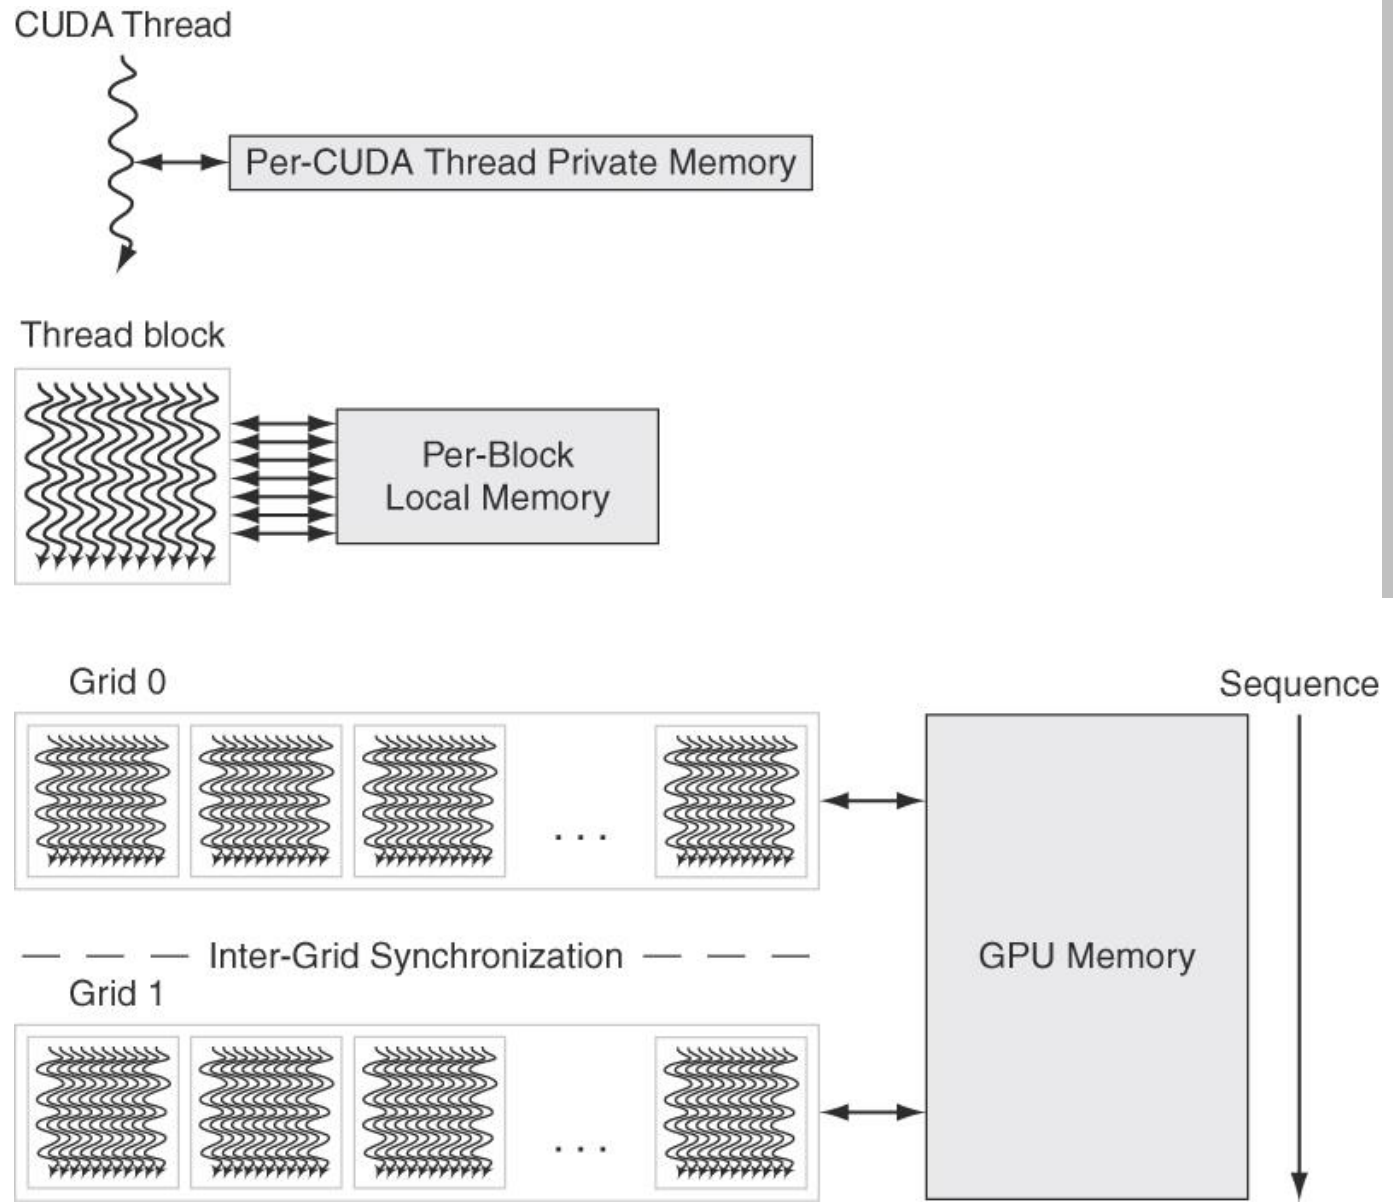 CUDA Thread
Per-CUDA Thread Private Memory
Thread block
Per-Block
Local Memory
Grid 0
Sequence
. . .
Inter-Grid Synchronization
GPU Memory
Grid 1
. . .